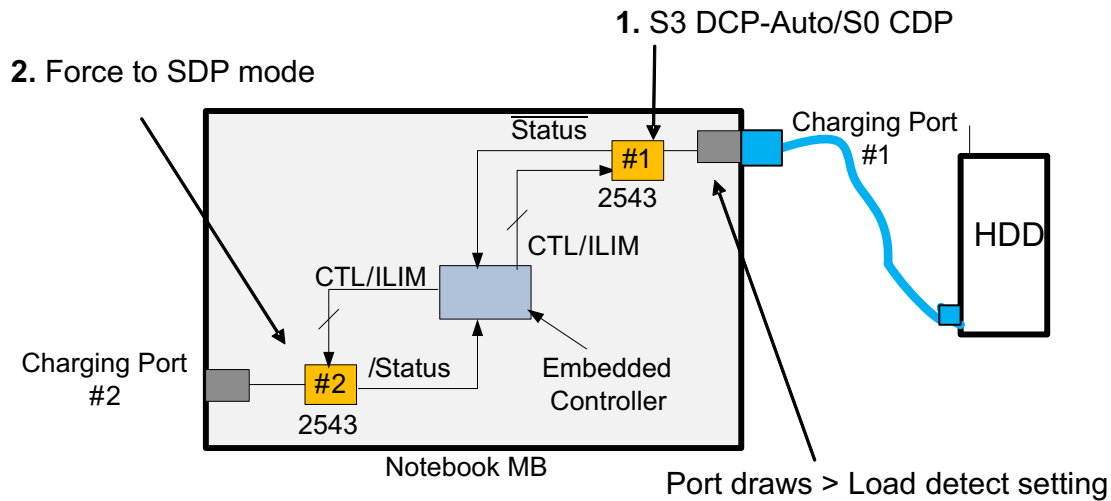 1. S3 DCP-Auto/S0 CDP
2. Force to SDP mode
Status
Charging Port
#1
#1
2543
HDD
CTL/ILIM
CTL/ILIM
Charging Port
#2
#2
/Status
2543
Embedded
Controller
Notebook MB
Port draws > Load detect setting